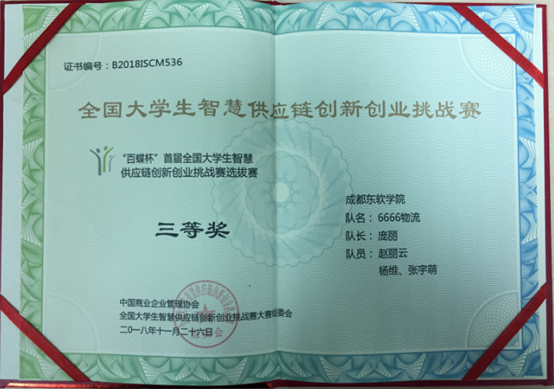 证书编号：B2018ISCM536
全国大学生智慧供应链创新创业挑战赛
“百蝶杯”首届全国大学生智慧
供应链创新创业挑战赛选拔赛
三等奖
成都东软学院
队名：6666物流
队长：庞丽
队员：赵丽云
杨维、张宇萌
中国商业企业管理协会
全国大学生智慧供应链创新创业挑战赛大赛组委会
二0一八年十一月二十六日